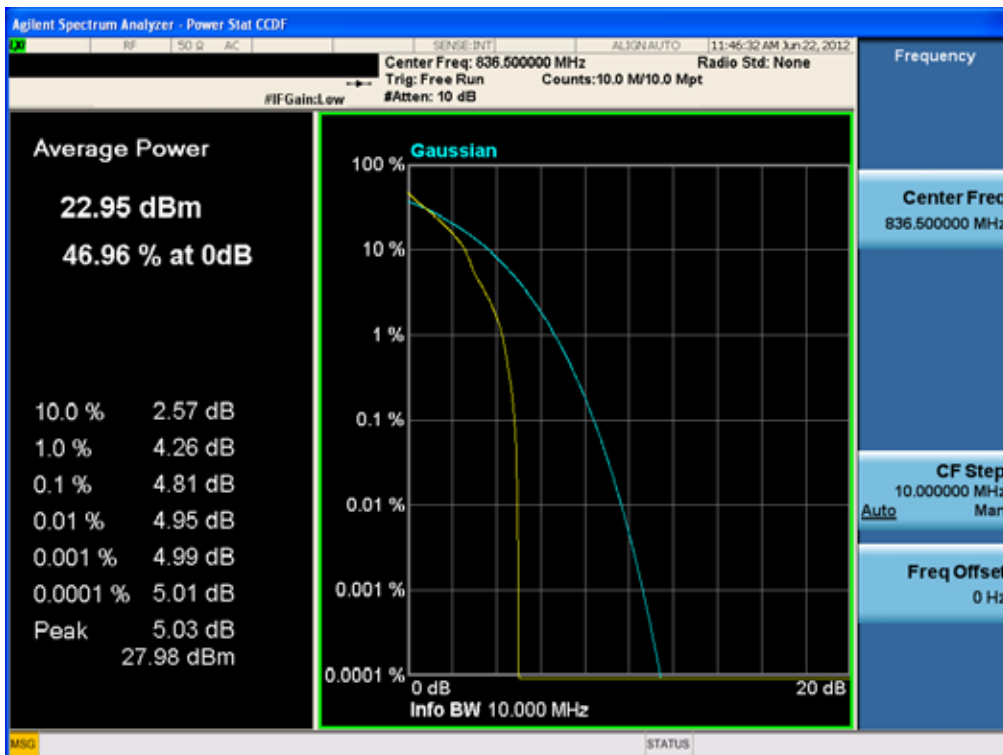 Agilent Spectrum Analyzer - Power Stat CCDF
LXI RF 50 Ω AC SENSE:INT ALIGN AUTO 11:46:32 AM Jun 22, 2012
Center Freq: 836.500000 MHz Radio Std: None
Trig: Free Run Counts:10.0 M/10.0 Mpt
#IFGain:Low #Atten: 10 dB
Average Power
22.95 dBm
46.96 % at 0dB
10.0 % 2.57 dB
1.0 % 4.26 dB
0.1 % 4.81 dB
0.01 % 4.95 dB
0.001 % 4.99 dB
0.0001 % 5.01 dB
Peak 5.03 dB
27.98 dBm
Gaussian
100 %
10 %
1 %
0.1 %
0.01 %
0.001 %
0.0001 %
0 dB 20 dB
Info BW 10.000 MHz
Frequency
Center Freq
836.500000 MHz
CF Step
10.000000 MHz
Auto Man
Freq Offset
0 Hz
MSG STATUS